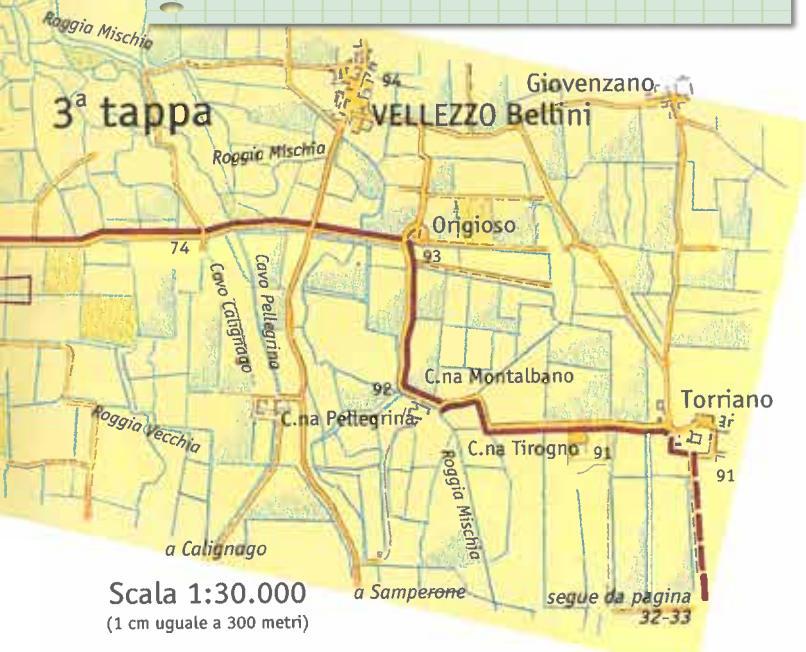 Roggia Mischia
94
Giovenzano
3ª tappa
VELLEZZO Bellini
Roggia Mischia
Origioso
74
93
Cavo Calignago
Cavo Pellegrina
92
C.na Montalbano
Torriano
C.na Pellegrina
Roggia Vecchia
C.na Tirogno
91
91
Roggia Mischia
a Calignago
Scala 1:30.000
(1 cm uguale a 300 metri)
a Samperone
segue da pagina
32-33